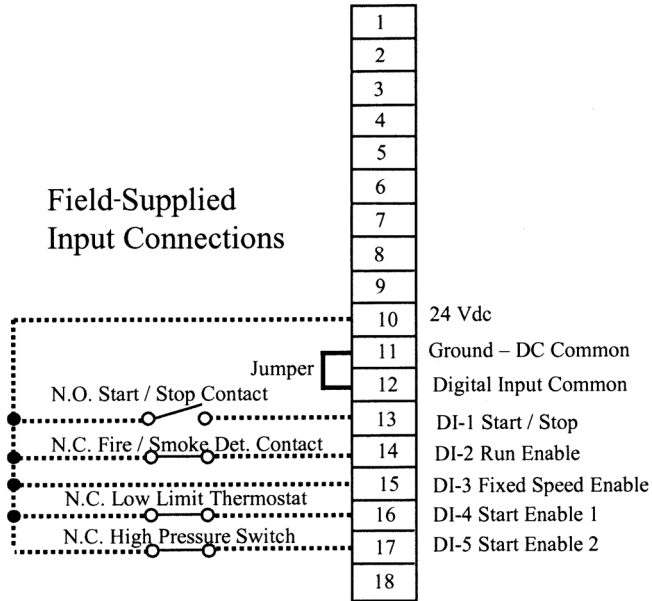 1
2
3
4
5
6
7
8
9
Field-Supplied
Input Connections
10 24 Vdc
11 Ground – DC Common
Jumper
12 Digital Input Common
N.O. Start / Stop Contact
13 DI-1 Start / Stop
N.C. Fire / Smoke Det. Contact
14 DI-2 Run Enable
15 DI-3 Fixed Speed Enable
N.C. Low Limit Thermostat
16 DI-4 Start Enable 1
N.C. High Pressure Switch
17 DI-5 Start Enable 2
18